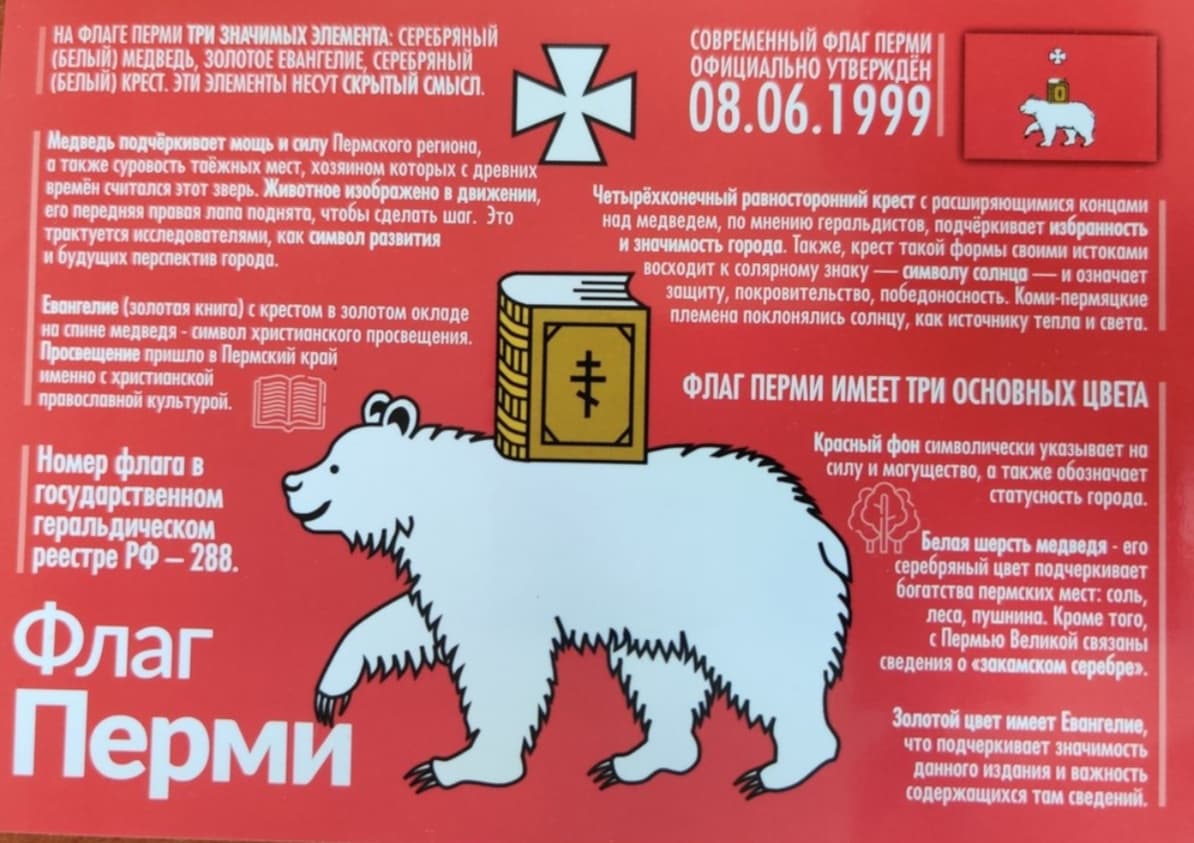 НА ФЛАГЕ ПЕРМИ ТРИ ЗНАЧИМЫХ ЭЛЕМЕНТА: СЕРЕБРЯНЫЙ
(БЕЛЫЙ) МЕДВЕДЬ, ЗОЛОТОЕ ЕВАНГЕЛИЕ, СЕРЕБРЯНЫЙ
(БЕЛЫЙ) КРЕСТ. ЭТИ ЭЛЕМЕНТЫ НЕСУТ СКРЫТЫЙ СМЫСЛ.
Медведь подчёркивает мощь и силу Пермского региона,
а также суровость таёжных мест, хозяином которых с древних
времён считался этот зверь. Животное изображено в движении,
его передняя правая лапа поднята, чтобы сделать шаг. Это
трактуется исследователями, как символ развития
и будущих перспектив города.
Евангелие (золотая книга) с крестом в золотом окладе
на спине медведя - символ христианского просвещения.
Просвещение пришло в Пермский край
именно с христианской
православной культурой.
Номер флага в
государственном
геральдическом
реестре РФ – 288.
Флаг
Перми
СОВРЕМЕННЫЙ ФЛАГ ПЕРМИ
ОФИЦИАЛЬНО УТВЕРЖДЁН
08.06.1999
Четырёхконечный равносторонний крест с расширяющимися концами
над медведем, по мнению геральдистов, подчёркивает избранность
и значимость города. Также, крест такой формы своими истоками
восходит к солярному знаку — символу солнца — и означает
защиту, покровительство, победоносность. Коми-пермяцкие
племена поклонялись солнцу, как источнику тепла и света.
ФЛАГ ПЕРМИ ИМЕЕТ ТРИ ОСНОВНЫХ ЦВЕТА
Красный фон символически указывает на
силу и могущество, а также обозначает
статусность города.
Белая шерсть медведя - его
серебряный цвет подчеркивает
богатства пермских мест: соль,
леса, пушнина. Кроме того,
с Пермью Великой связаны
сведения о «закамском серебре».
Золотой цвет имеет Евангелие,
что подчеркивает значимость
данного издания и важность
содержащихся там сведений.